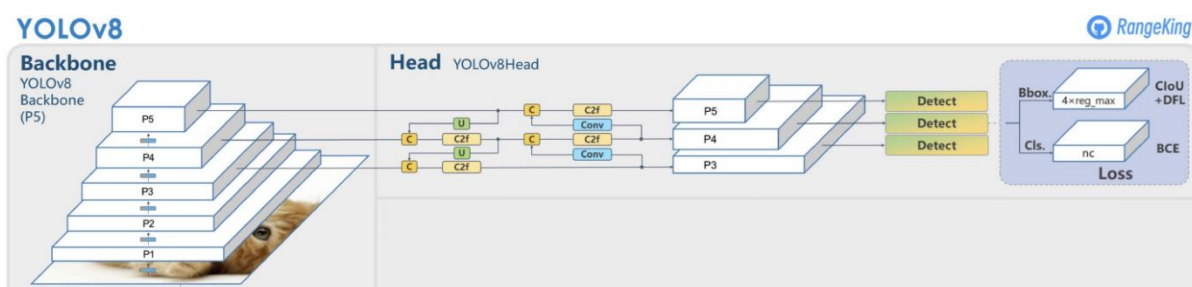 YOLOv8
RangeKing
Backbone
YOLOv8
Backbone
(P5)
P5
P4
P3
P2
P1
Head YOLOv8Head
C C2f
U Conv
C C2f C C2f
U Conv
C C2f
P5
P4
P3
Detect
Detect
Detect
Bbox.
4×reg_max
CIoU
+DFL
Cls.
nc
BCE
Loss